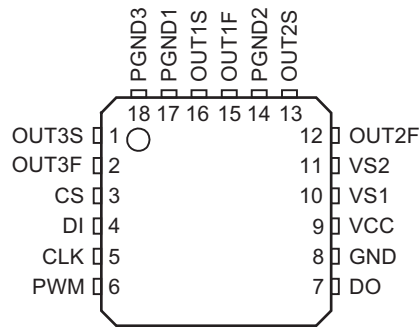 PGND3
PGND1
OUT1S
OUT1F
PGND2
OUT2S
18 17 16 15 14 13
OUT3S 1
OUT3F 2
CS 3
DI 4
CLK 5
PWM 6
12 OUT2F
11 VS2
10 VS1
9 VCC
8 GND
7 DO